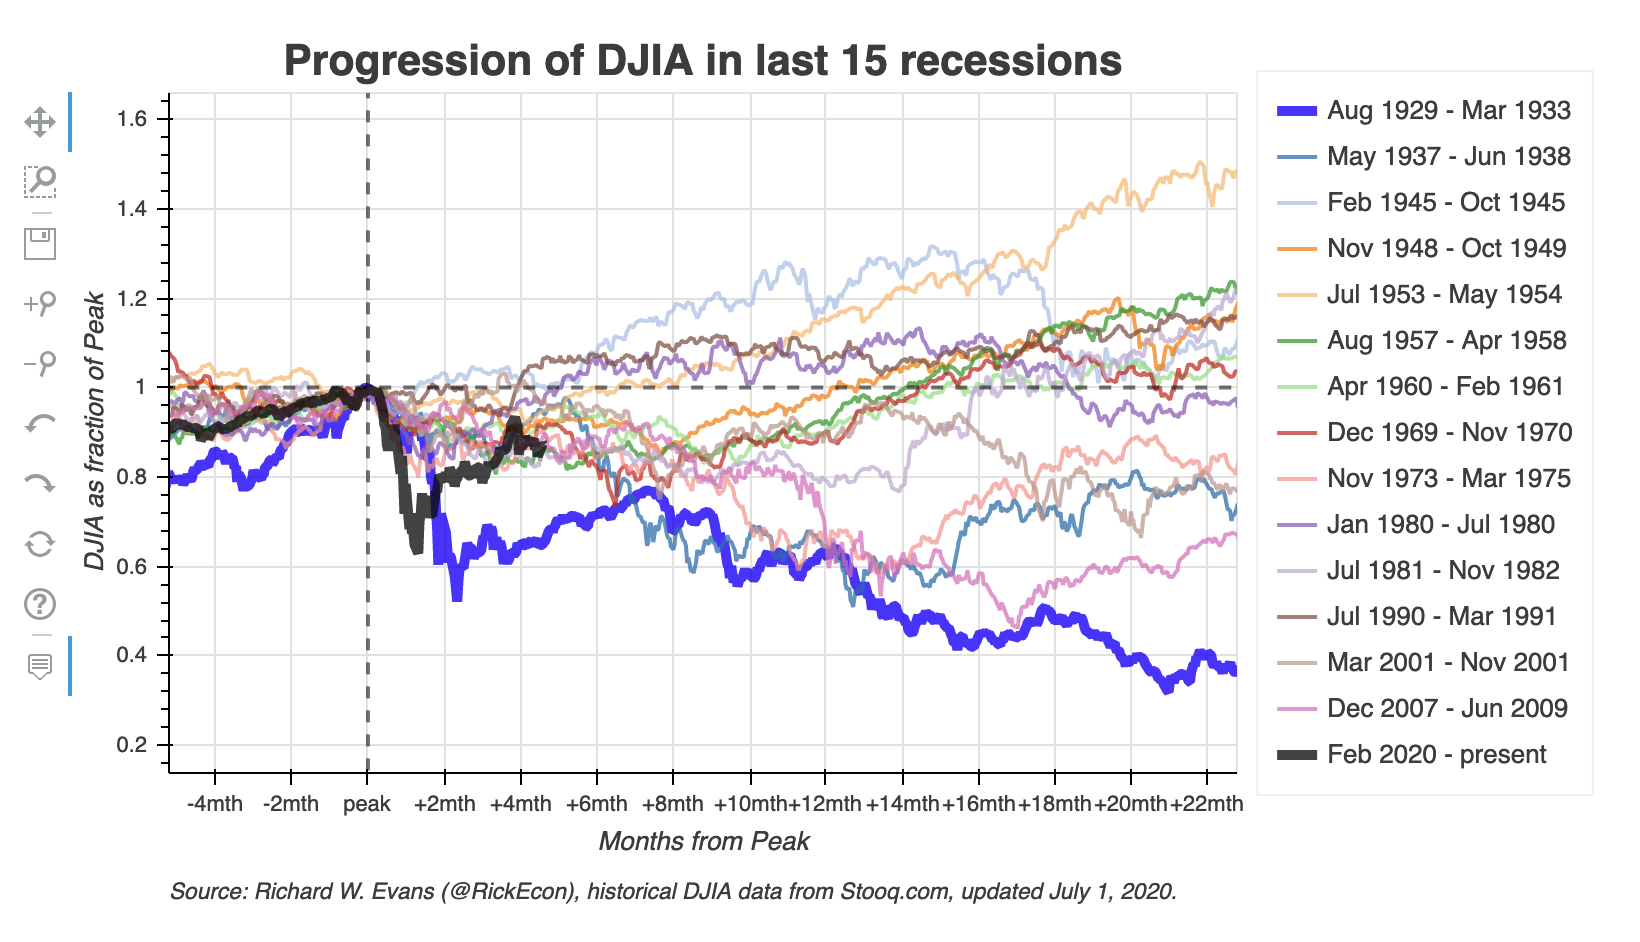 Progression of DJIA in last 15 recessions
DJIA as fraction of Peak
1.6
1.4
1.2
1
0.8
0.6
0.4
0.2
-4mth -2mth peak +2mth +4mth +6mth +8mth +10mth +12mth +14mth +16mth +18mth +20mth +22mth
Months from Peak
Aug 1929 - Mar 1933
May 1937 - Jun 1938
Feb 1945 - Oct 1945
Nov 1948 - Oct 1949
Jul 1953 - May 1954
Aug 1957 - Apr 1958
Apr 1960 - Feb 1961
Dec 1969 - Nov 1970
Nov 1973 - Mar 1975
Jan 1980 - Jul 1980
Jul 1981 - Nov 1982
Jul 1990 - Mar 1991
Mar 2001 - Nov 2001
Dec 2007 - Jun 2009
Feb 2020 - present
Source: Richard W. Evans (@RickEcon), historical DJIA data from Stooq.com, updated July 1, 2020.